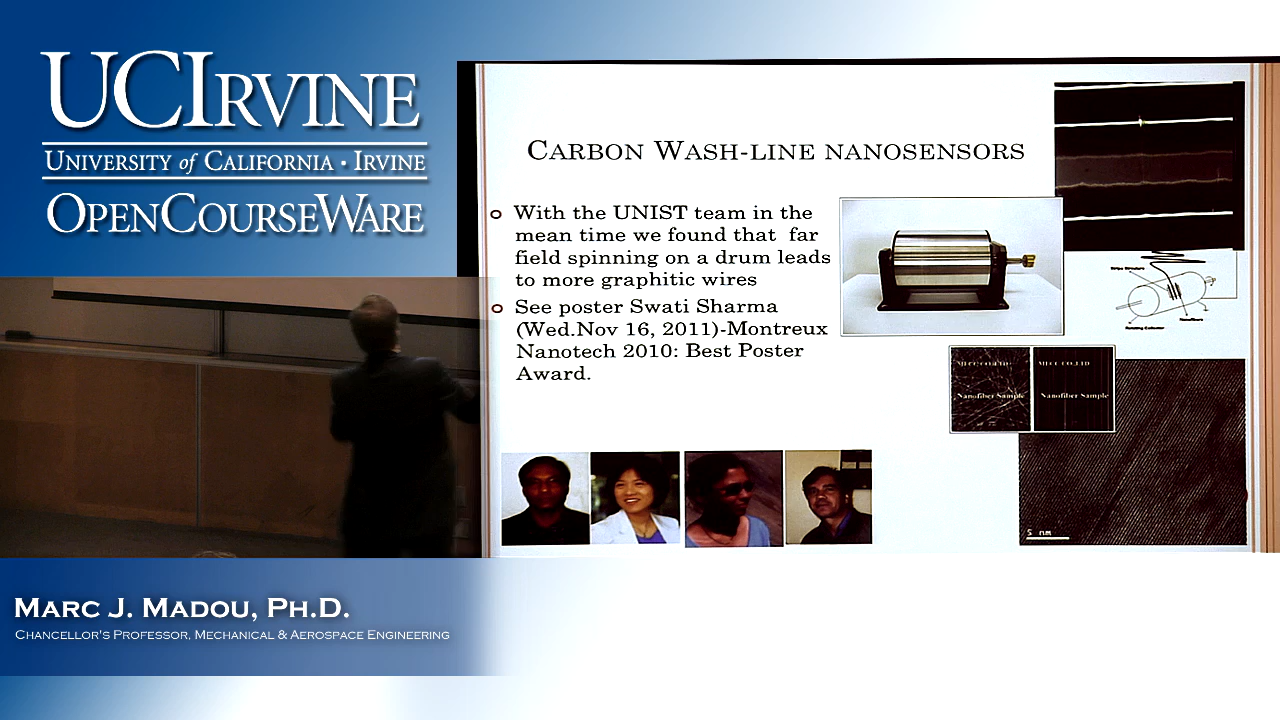 UCIRVINE
UNIVERSITY of CALIFORNIA · IRVINE
OPENCOURSEWARE
CARBON WASH-LINE NANOSENSORS
With the UNIST team in the
mean time we found that far
field spinning on a drum leads
to more graphitic wires
See poster Swati Sharma
(Wed.Nov 16, 2011)-Montreux
Nanotech 2010: Best Poster
Award.
Rotating Collector
Nanofibers
Nanofiber Sample
Nanofiber Sample
5 nm
MARC J. MADOU, PH.D.
CHANCELLOR'S PROFESSOR, MECHANICAL & AEROSPACE ENGINEERING